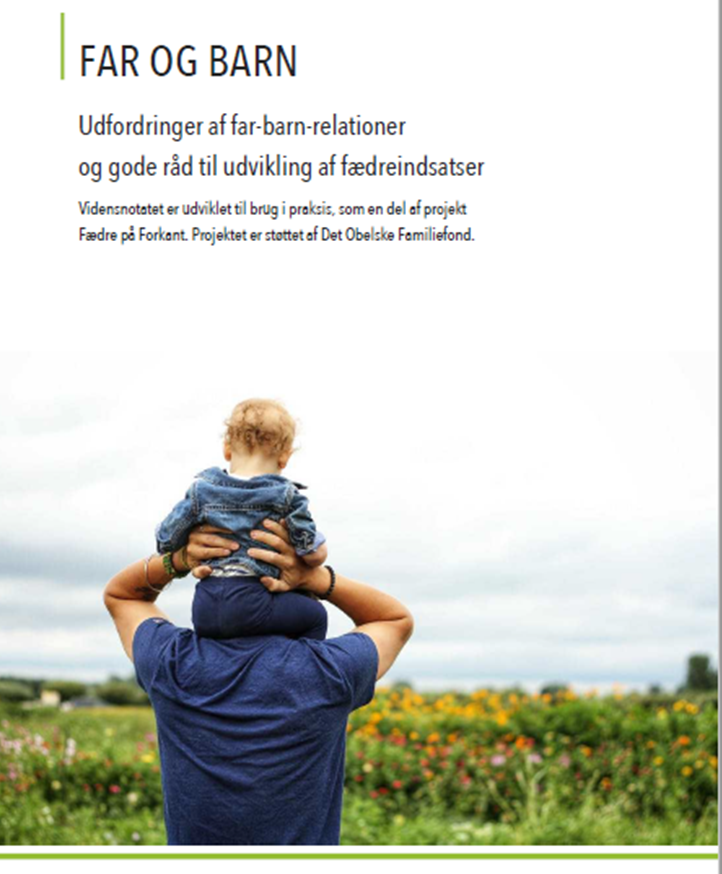 FAR OG BARN
Udfordringer af far-barn-relationer
og gode råd til udvikling af fædreindsatser
Vidensnotatet er udviklet til brug i praksis, som en del af projekt
Fædre på Forkant. Projektet er støttet af Det Obelske Familiefond.